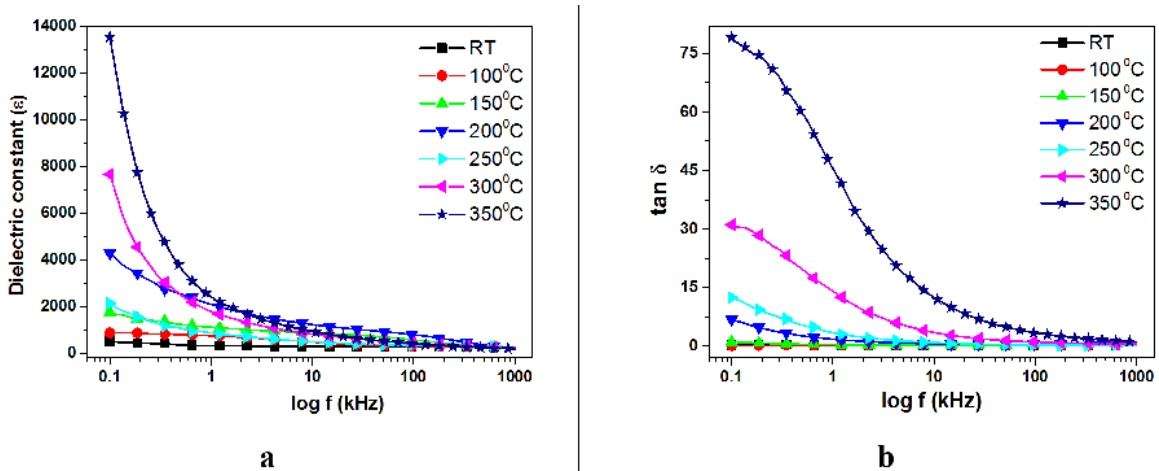 14000
12000
10000
8000
6000
4000
2000
0
Dielectric constant (ε)
0.1 1 10 100 1000
log f (kHz)
RT
100⁰C
150⁰C
200⁰C
250⁰C
300⁰C
350⁰C
a
75
60
45
30
15
0
tan δ
0.1 1 10 100 1000
log f (kHz)
RT
100⁰C
150⁰C
200⁰C
250⁰C
300⁰C
350⁰C
b